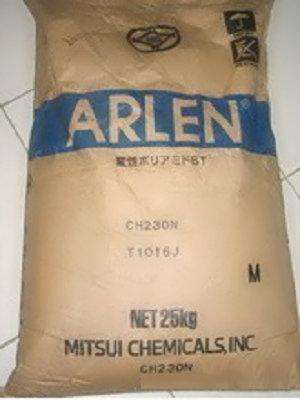 ARLEN®
変性ポリアミド6T
CH230N
T1016J
M
NET 25kg
MITSUI CHEMICALS, INC.
CH230N